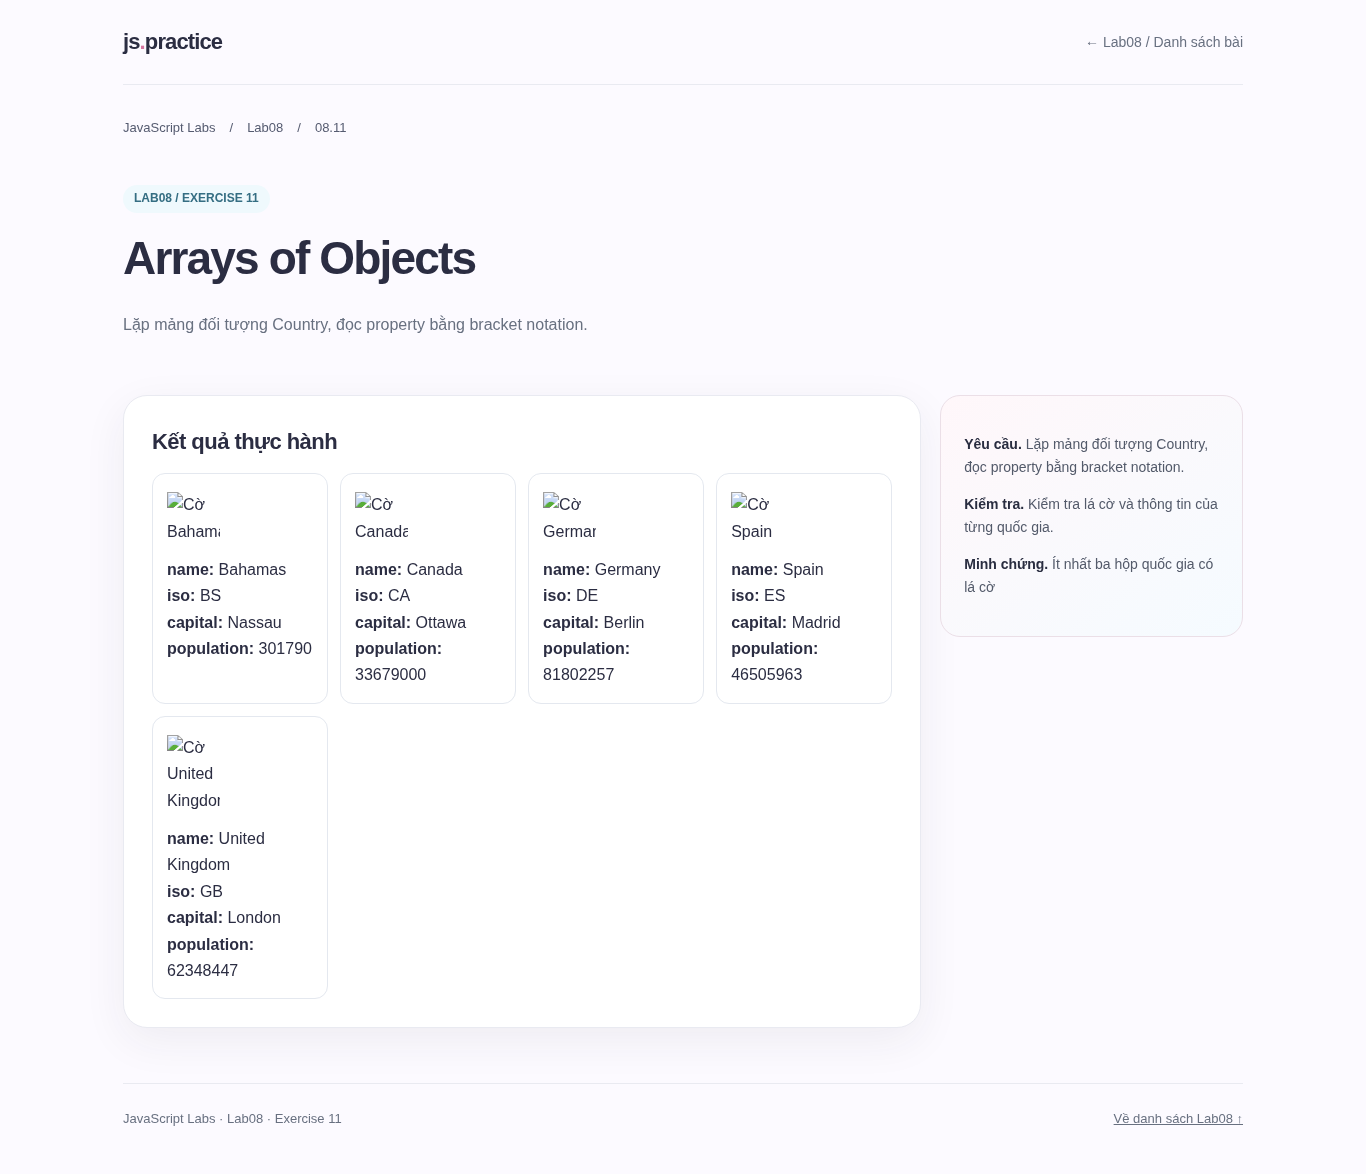 js.practice
← Lab08 / Danh sách bài
JavaScript Labs / Lab08 / 08.11
LAB08 / EXERCISE 11
Arrays of Objects
Lặp mảng đối tượng Country, đọc property bằng bracket notation.
Kết quả thực hành
Cờ
Bahama
name: Bahamas
iso: BS
capital: Nassau
population: 301790
Cờ
Canada
name: Canada
iso: CA
capital: Ottawa
population:
33679000
Cờ
German
name: Germany
iso: DE
capital: Berlin
population:
81802257
Cờ
Spain
name: Spain
iso: ES
capital: Madrid
population:
46505963
Cờ
United
Kingdom
name: United
Kingdom
iso: GB
capital: London
population:
62348447
Yêu cầu. Lặp mảng đối tượng Country,
đọc property bằng bracket notation.
Kiểm tra. Kiểm tra lá cờ và thông tin của
từng quốc gia.
Minh chứng. Ít nhất ba hộp quốc gia có
lá cờ
JavaScript Labs · Lab08 · Exercise 11
Về danh sách Lab08 ↑